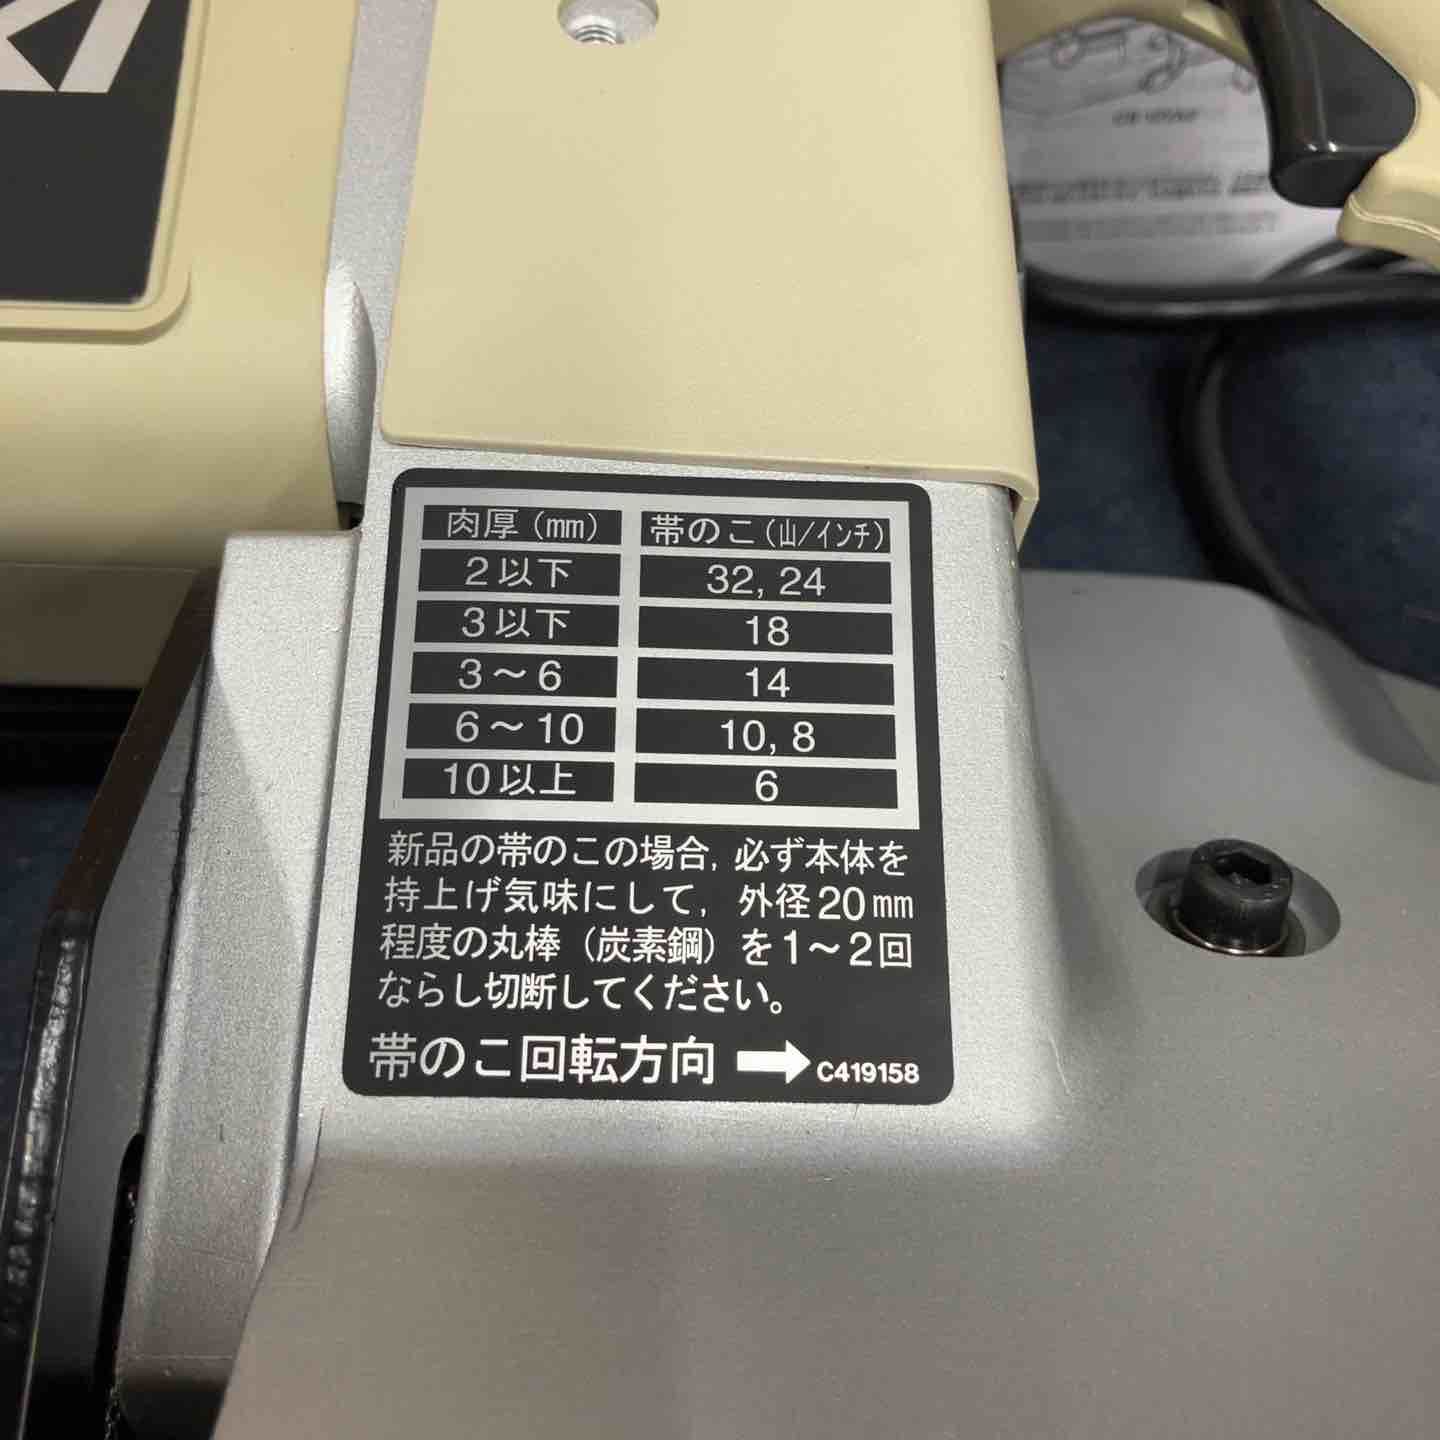 肉厚(mm) 帯のこ(山/インチ)
2以下 32, 24
3以下 18
3～6 14
6～10 10, 8
10以上 6
新品の帯のこの場合, 必ず本体を
持上げ気味にして, 外径20mm
程度の丸棒(炭素鋼)を1～2回
ならし切断してください。
帯のこ回転方向 ➡ C419158